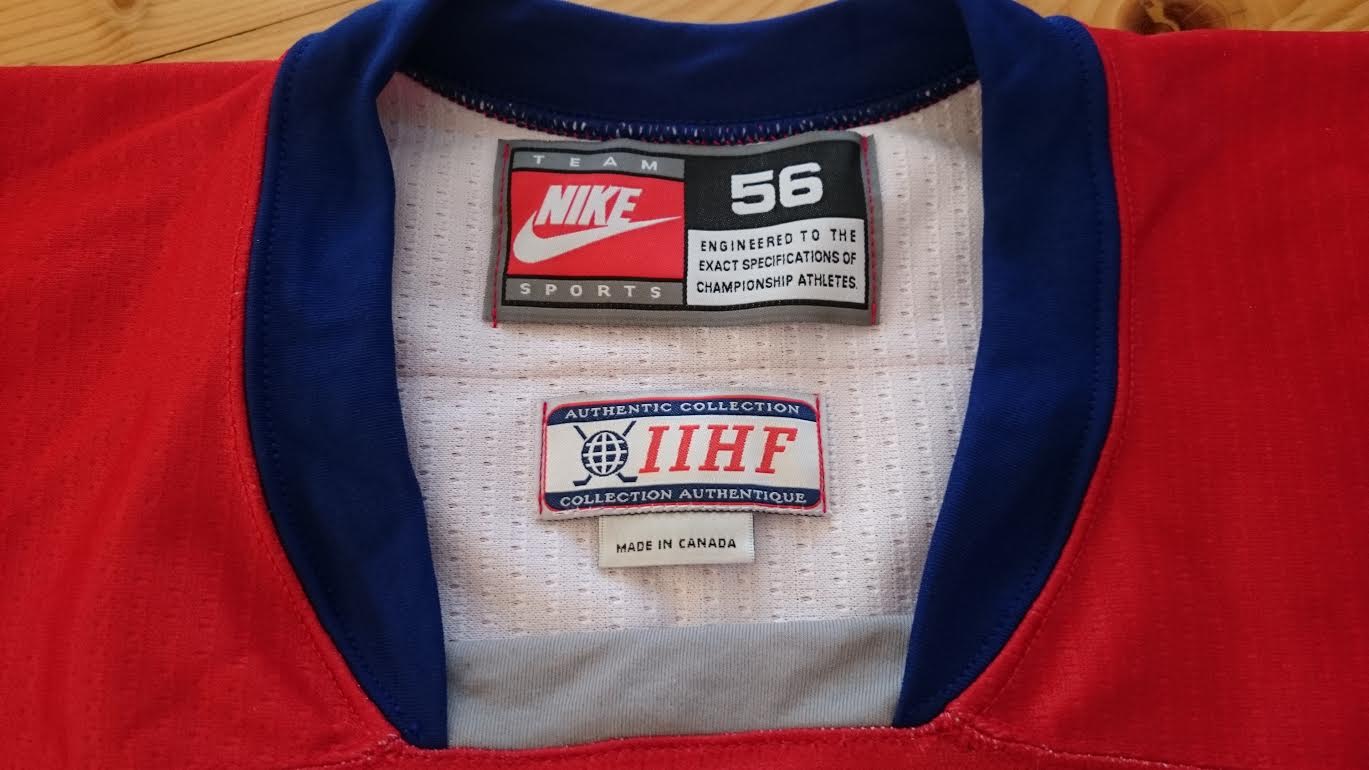 TEAM
NIKE
SPORTS
56
ENGINEERED TO THE
EXACT SPECIFICATIONS OF
CHAMPIONSHIP ATHLETES.
AUTHENTIC COLLECTION
IIHF
COLLECTION AUTHENTIQUE
MADE IN CANADA